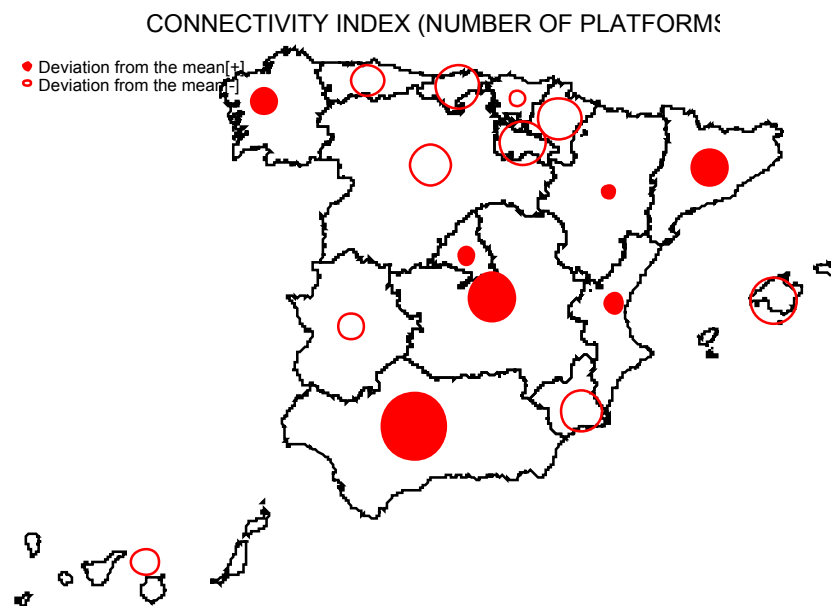 CONNECTIVITY INDEX (NUMBER OF PLATFORMS
Deviation from the mean[+]
Deviation from the mean[-]